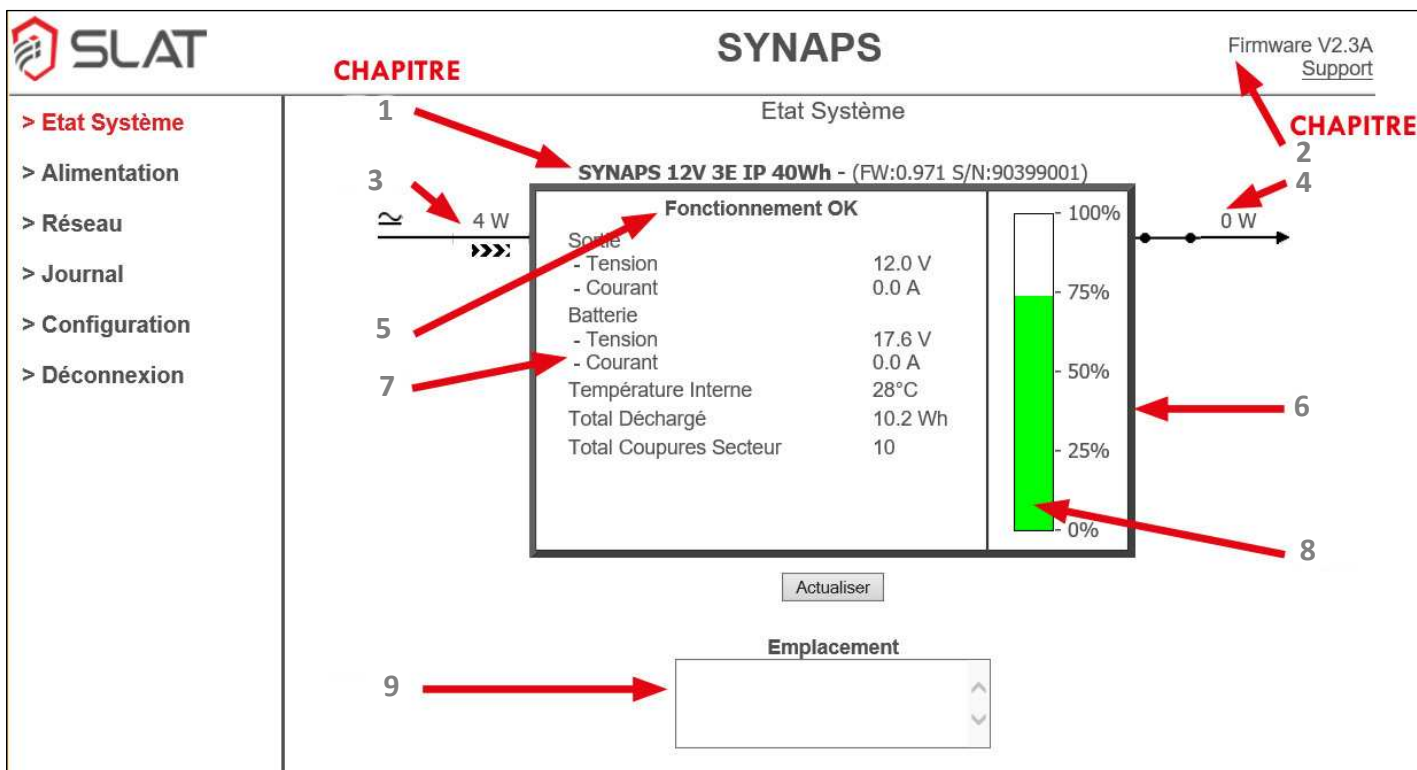 SLAT
SYNAPS
Firmware V2.3A
Support
CHAPITRE
CHAPITRE
1
2
3
4
5
6
7
8
9
> Etat Système
> Alimentation
> Réseau
> Journal
> Configuration
> Déconnexion
Etat Système
SYNAPS 12V 3E IP 40Wh - (FW:0.971 S/N:90399001)
4 W
0 W
Fonctionnement OK
Sortie
- Tension 12.0 V
- Courant 0.0 A
Batterie
- Tension 17.6 V
- Courant 0.0 A
Température Interne 28°C
Total Déchargé 10.2 Wh
Total Coupures Secteur 10
100%
75%
50%
25%
0%
Actualiser
Emplacement